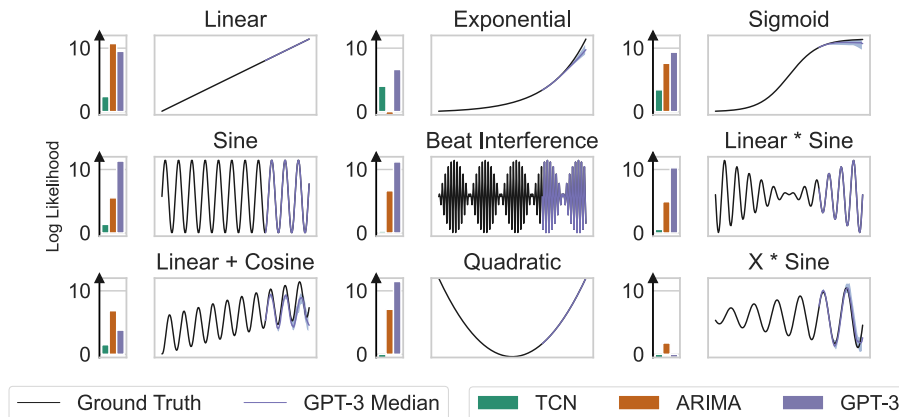 Linear
Exponential
Sigmoid
10
0
10
0
10
0
Sine
Beat Interference
Linear * Sine
10
0
10
0
10
0
Log Likelihood
Linear + Cosine
Quadratic
X * Sine
10
0
10
0
10
0
Ground Truth
GPT-3 Median
TCN
ARIMA
GPT-3